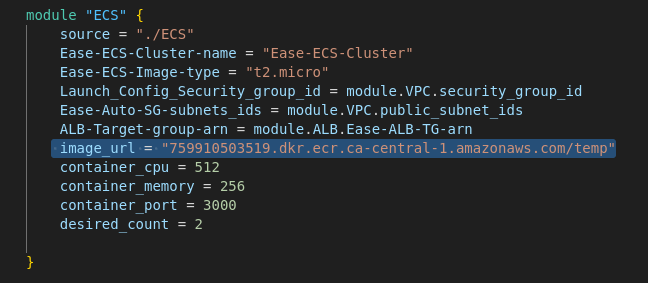 module "ECS" {
source = "./ECS"
Ease-ECS-Cluster-name = "Ease-ECS-Cluster"
Ease-ECS-Image-type = "t2.micro"
Launch_Config_Security_group_id = module.VPC.security_group_id
Ease-Auto-SG-subnets_ids = module.VPC.public_subnet_ids
ALB-Target-group-arn = module.ALB.Ease-ALB-TG-arn
image_url = "759910503519.dkr.ecr.ca-central-1.amazonaws.com/temp"
container_cpu = 512
container_memory = 256
container_port = 3000
desired_count = 2
}